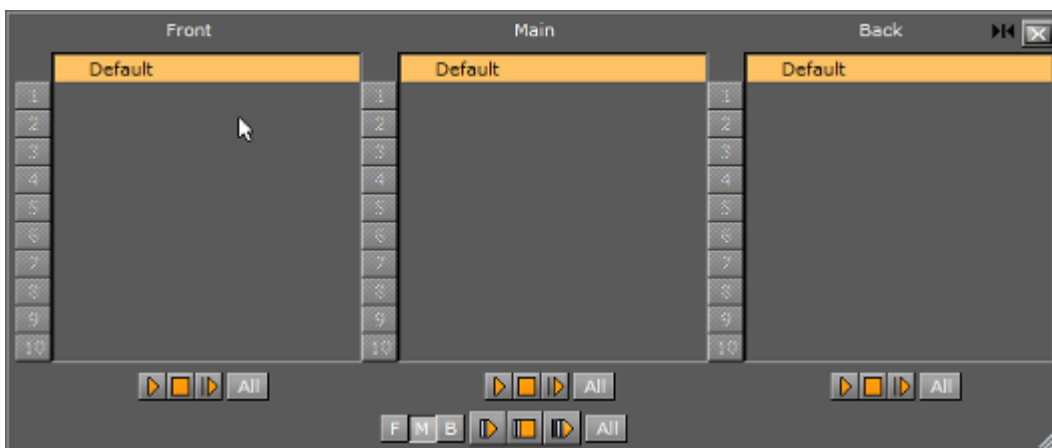 Front Main Back
Default Default Default
1 1 1
2 2 2
3 3 3
4 4 4
5 5 5
6 6 6
7 7 7
8 8 8
9 9 9
10 10 10
All All All
F M B All